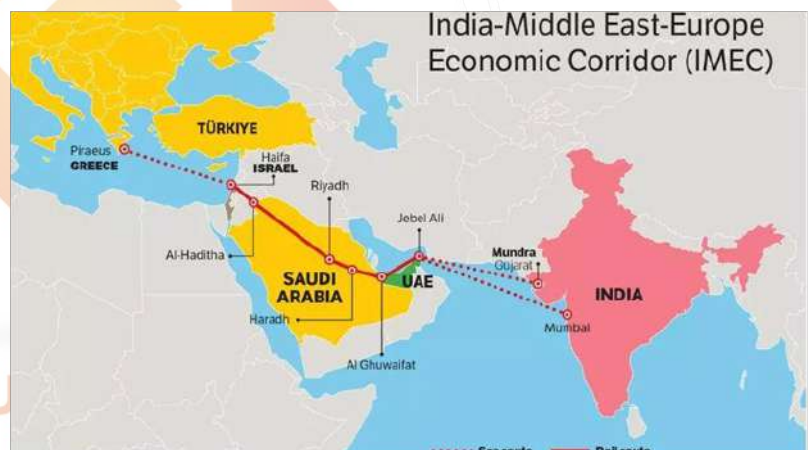 India-Middle East-Europe
Economic Corridor (IMEC)
TÜRKIYE
Piraeus
GREECE
Haifa
ISRAEL
Riyadh
Jebel Ali
Al-Haditha
Mundra
Gujarat
SAUDI
ARABIA
UAE
INDIA
Haradh
Mumbai
Al Ghuwaifat